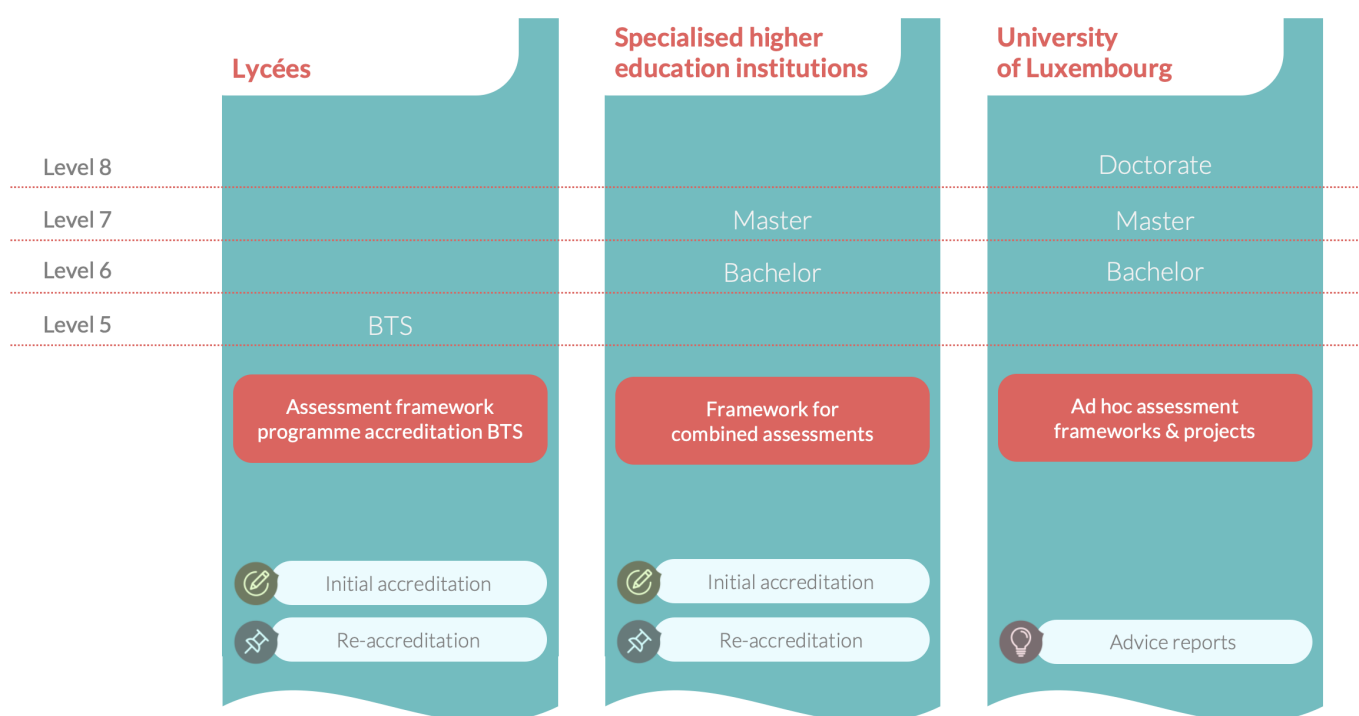 Lycées
Specialised higher
education institutions
University
of Luxembourg
Level 8
Doctorate
Level 7
Master
Master
Level 6
Bachelor
Bachelor
Level 5
BTS
Assessment framework
programme accreditation BTS
Framework for
combined assessments
Ad hoc assessment
frameworks & projects
Initial accreditation
Initial accreditation
Re-accreditation
Re-accreditation
Advice reports